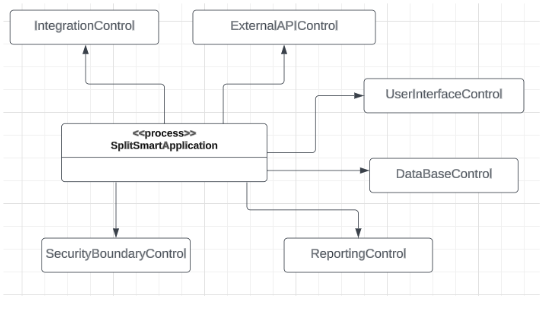 IntegrationControl
ExternalAPIControl
UserInterfaceControl
<<process>>
SplitSmartApplication
DataBaseControl
SecurityBoundaryControl
ReportingControl